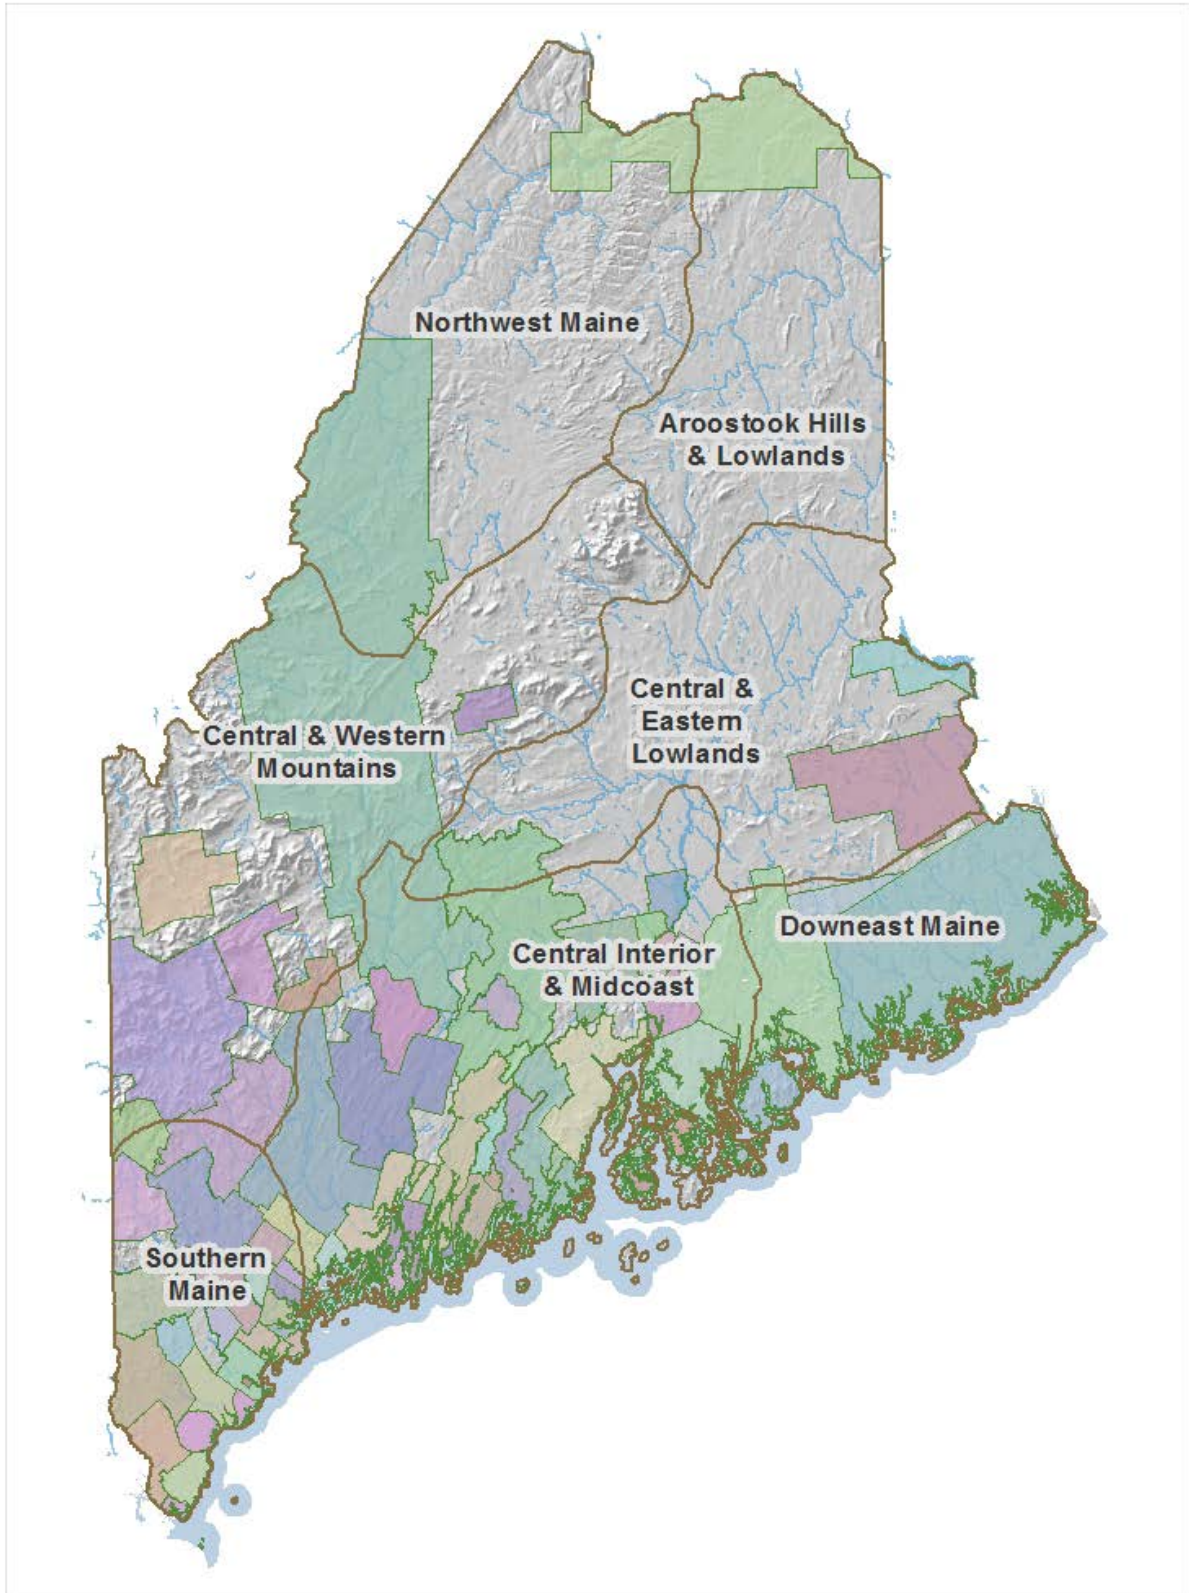 Northwest Maine
Aroostook Hills
& Lowlands
Central &
Eastern
Lowlands
Central & Western
Mountains
Downeast Maine
Central Interior
& Midcoast
Southern
Maine